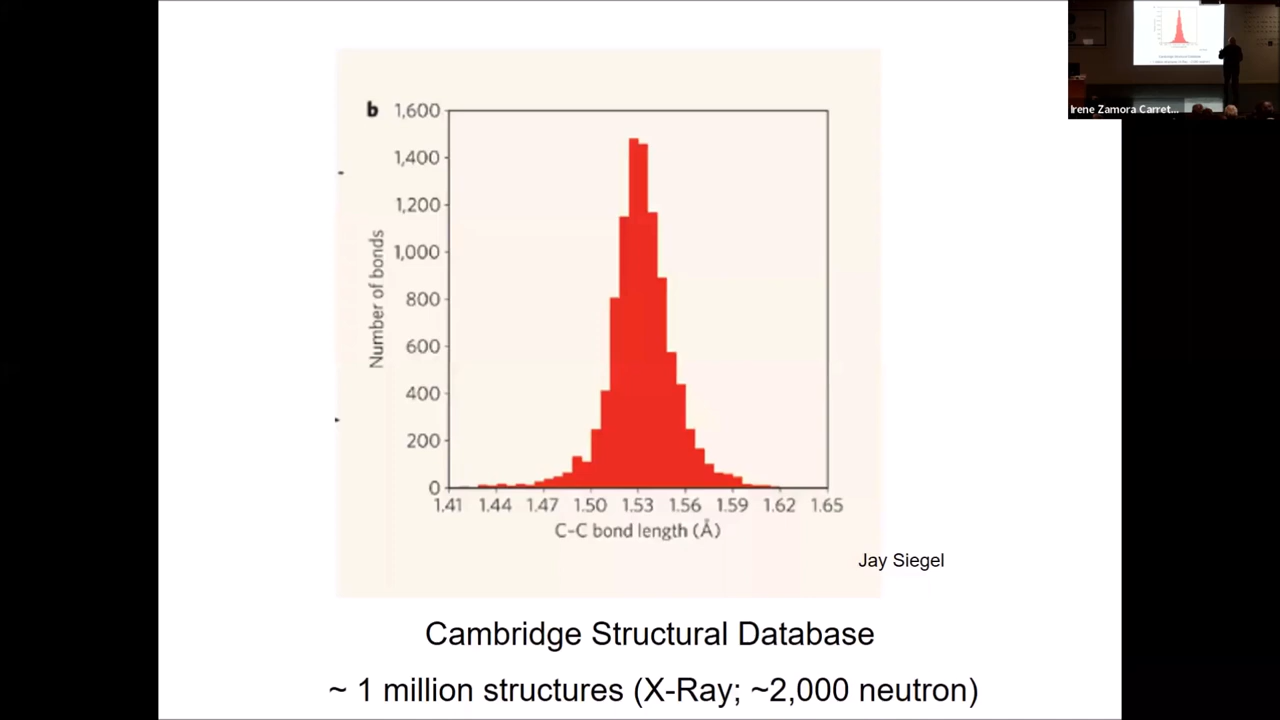 b
1,600
1,400
1,200
1,000
800
600
400
200
0
Number of bonds
1.41 1.44 1.47 1.50 1.53 1.56 1.59 1.62 1.65
C–C bond length (Å)
Jay Siegel
Cambridge Structural Database
~ 1 million structures (X-Ray; ~2,000 neutron)
Irene Zamora Carret...